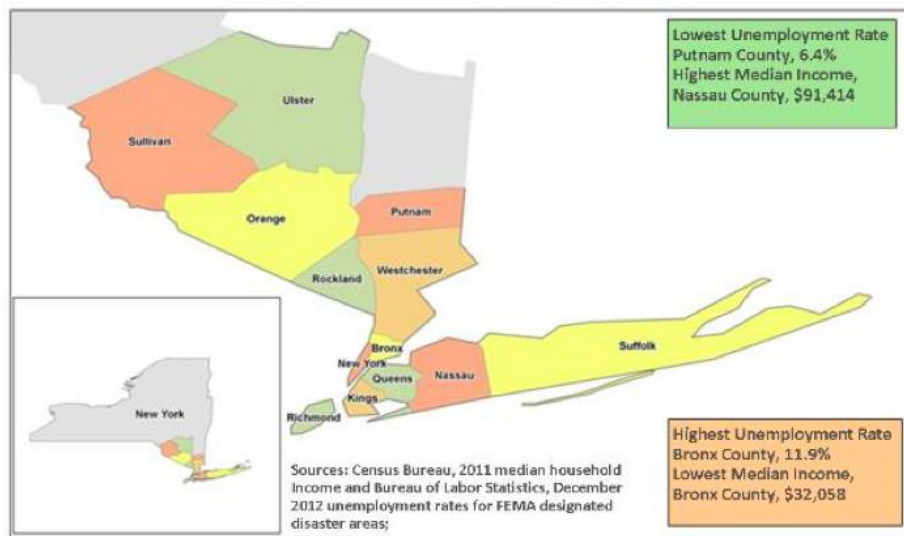 Lowest Unemployment Rate
Putnam County, 6.4%
Highest Median Income,
Nassau County, $91,414
Ulster
Sullivan
Putnam
Orange
Rockland
Westchester
Bronx
New York
Suffolk
Queens
Nassau
Kings
Richmond
New York
Sources: Census Bureau, 2011 median household
Income and Bureau of Labor Statistics, December
2012 unemployment rates for FEMA designated
disaster areas;
Highest Unemployment Rate
Bronx County, 11.9%
Lowest Median Income,
Bronx County, $32,058